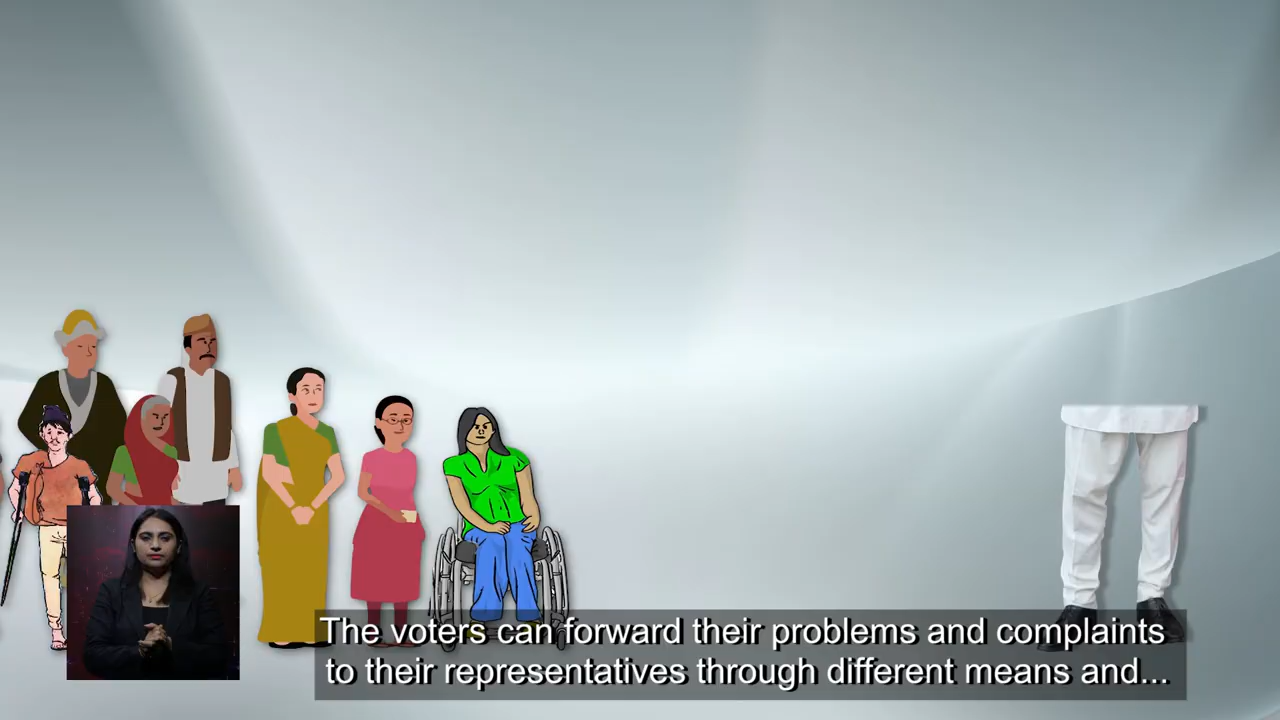 The voters can forward their problems and complaints
to their representatives through different means and...